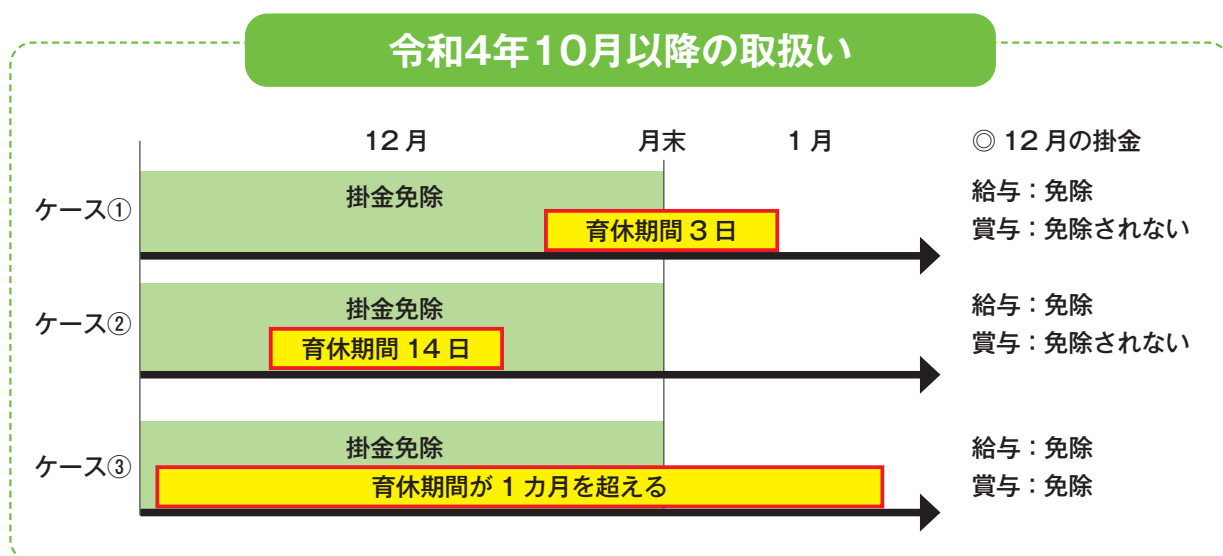 令和4年10月以降の取扱い
12月 月末 1月 ◎ 12月の掛金
ケース① 掛金免除 給与：免除
育休期間 3 日 賞与：免除されない
ケース② 掛金免除 給与：免除
育休期間 14 日 賞与：免除されない
ケース③ 掛金免除 給与：免除
育休期間が 1 カ月を超える 賞与：免除